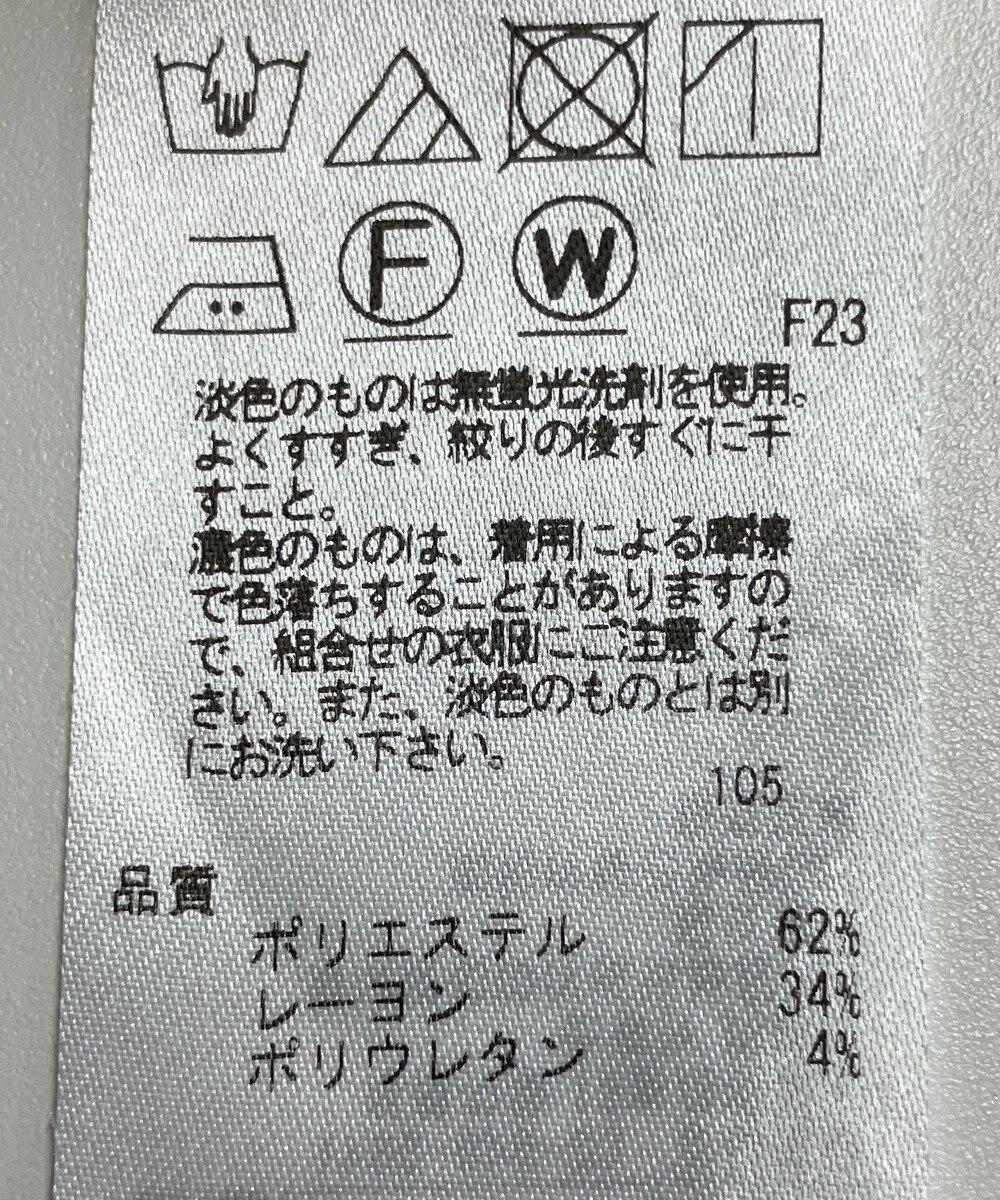 F W
F23
淡色のものは無蛍光洗剤を使用。
よくすすぎ、絞りの後すぐに干
すこと。
濃色のものは、着用による摩擦
で色落ちすることがありますの
で、組合せの衣服にご注意くだ
さい。また、淡色のものとは別
にお洗い下さい。
105
品質
ポリエステル 62%
レーヨン 34%
ポリウレタン 4%